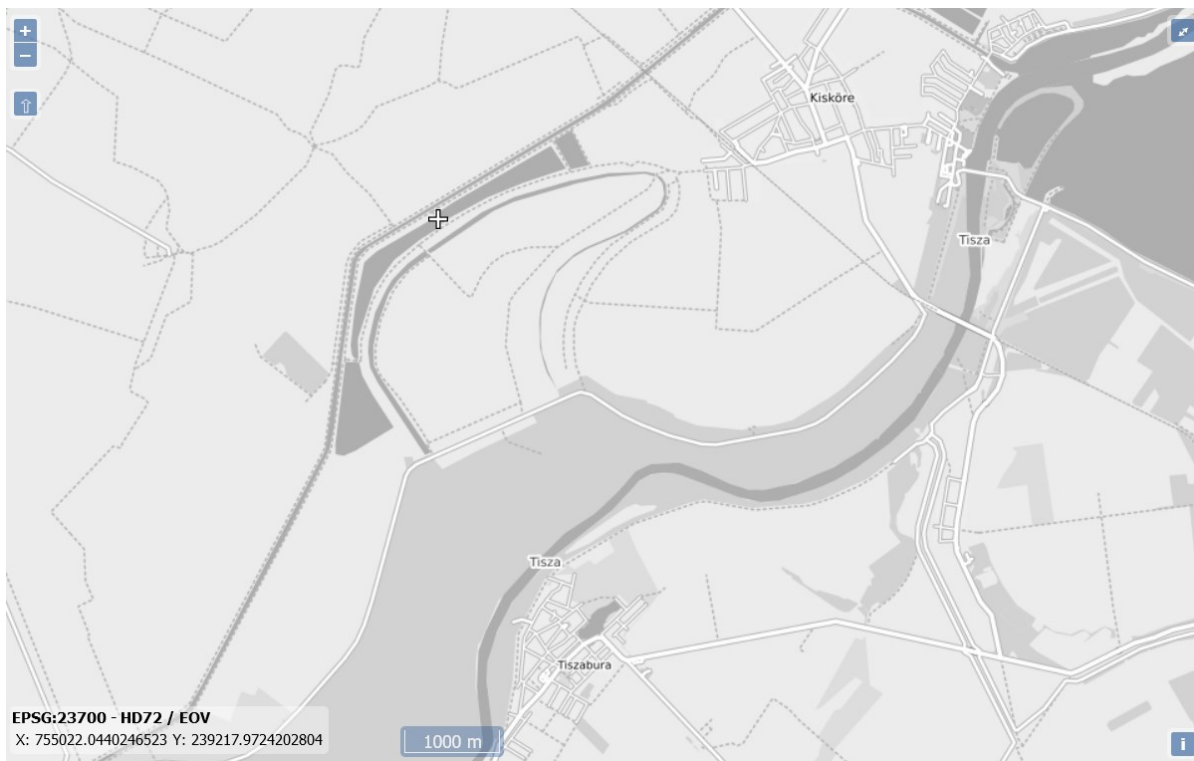 +
−
⇧
Kisköre
Tisza
Tisza
Tiszabura
EPSG:23700 - HD72 / EOV
X: 755022.0440246523 Y: 239217.9724202804
1000 m
i